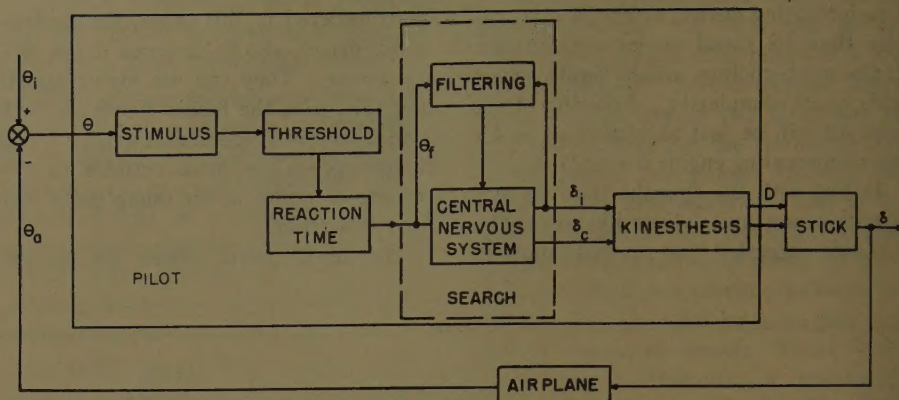 θi
+
θ
−
θa
STIMULUS
THRESHOLD
REACTION
TIME
PILOT
FILTERING
θf
CENTRAL
NERVOUS
SYSTEM
SEARCH
δi
δc
KINESTHESIS
D
STICK
δ
AIRPLANE